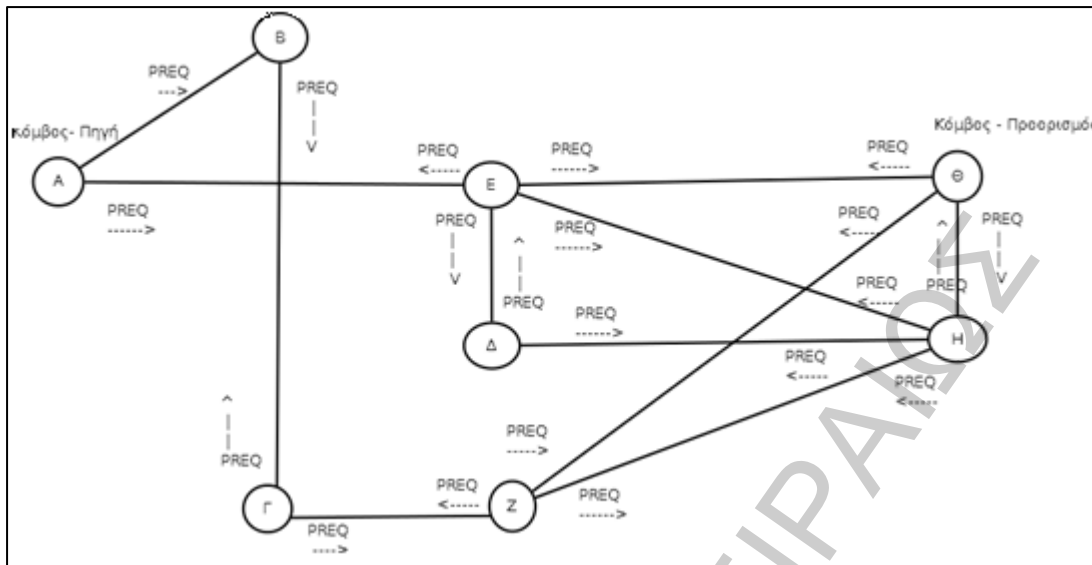 Β
PREQ
--->
PREQ
Κόμβος- Πηγή
Κόμβος - Προορισμός
Α
PREQ
------>
PREQ
<-----
PREQ
------>
PREQ
<-----
Ε
Θ
PREQ
PREQ
------>
PREQ
<-----
PREQ
PREQ
PREQ
PREQ
<-----
Δ
PREQ
------>
Η
PREQ
<-----
PREQ
<-----
PREQ
PREQ
----->
Γ
PREQ
---->
PREQ
<-----
Ζ
PREQ
------>
ΕΙΡΑΙΩΣ